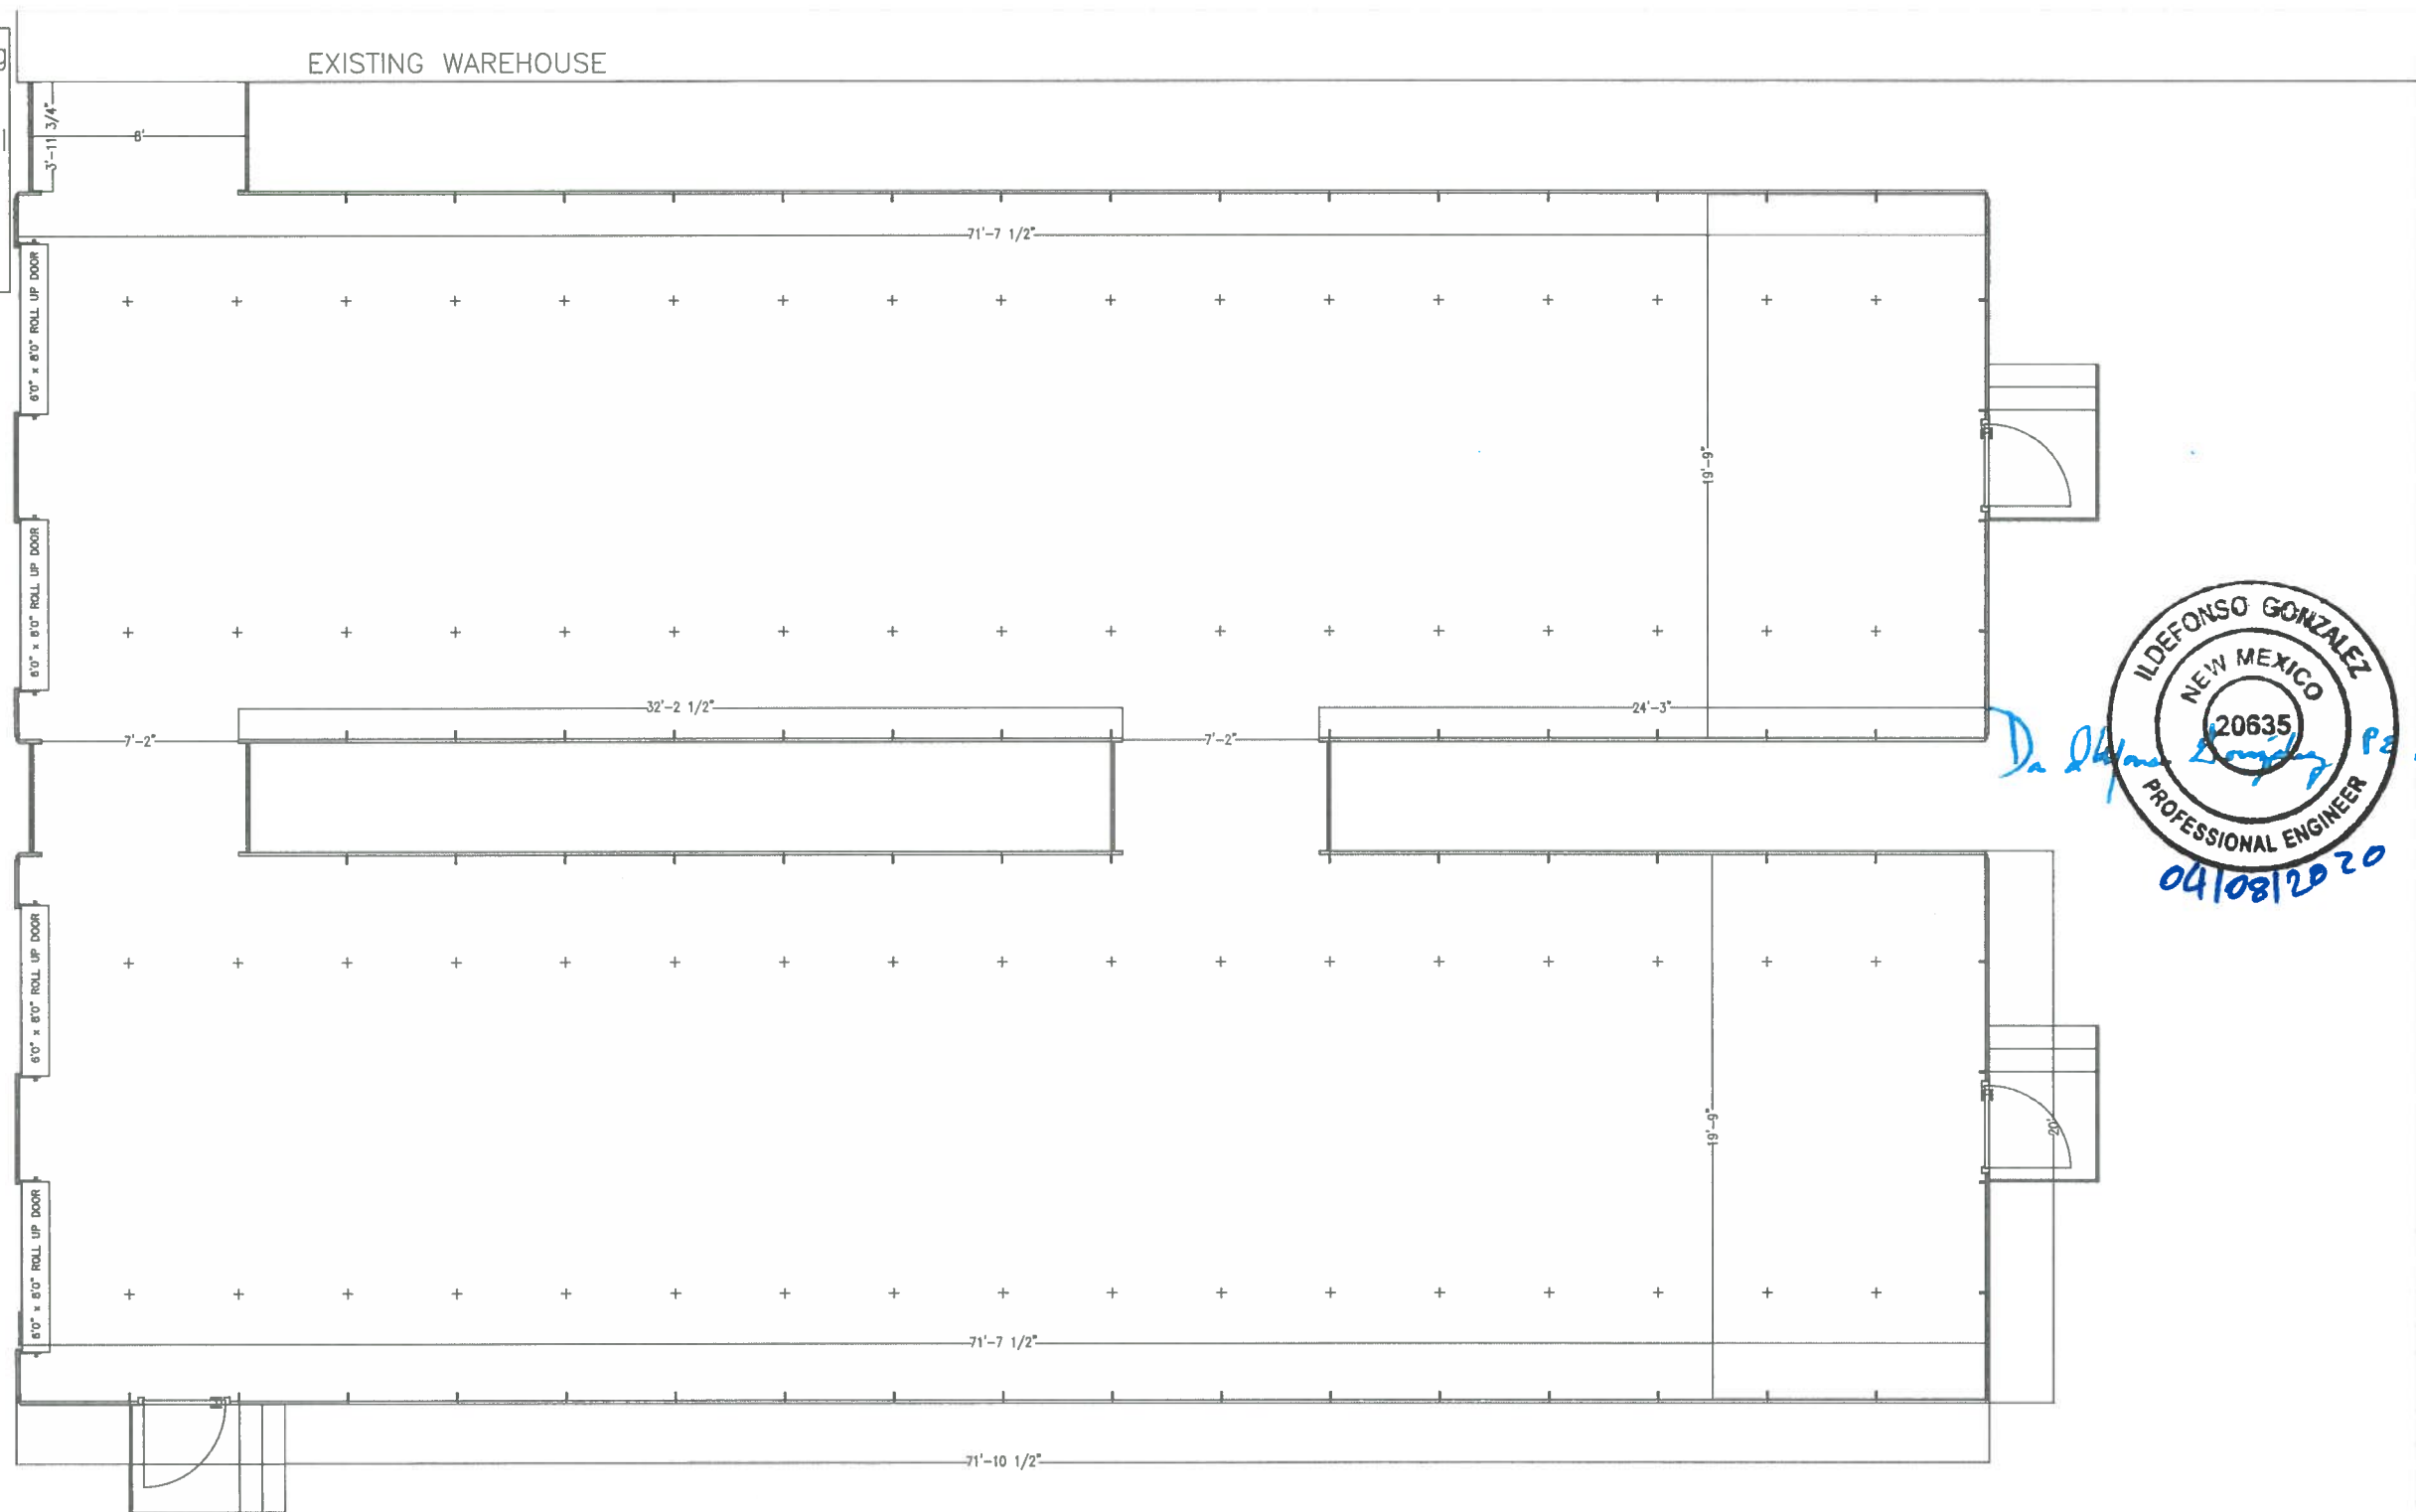 EXISTING WAREHOUSE
3'-11 3/4"
8'
71'-7 1/2"
6'0" x 8'0" ROLL UP DOOR
19'-9"
6'0" x 8'0" ROLL UP DOOR
32'-2 1/2"
24'-3"
7'-2"
7'-2"
ILDEFONSO GONZALEZ
NEW MEXICO
20635
PROFESSIONAL ENGINEER
Gonzalez PE
04/08/2020
6'0" x 8'0" ROLL UP DOOR
19'-9"
20'
6'0" x 8'0" ROLL UP DOOR
71'-7 1/2"
71'-10 1/2"